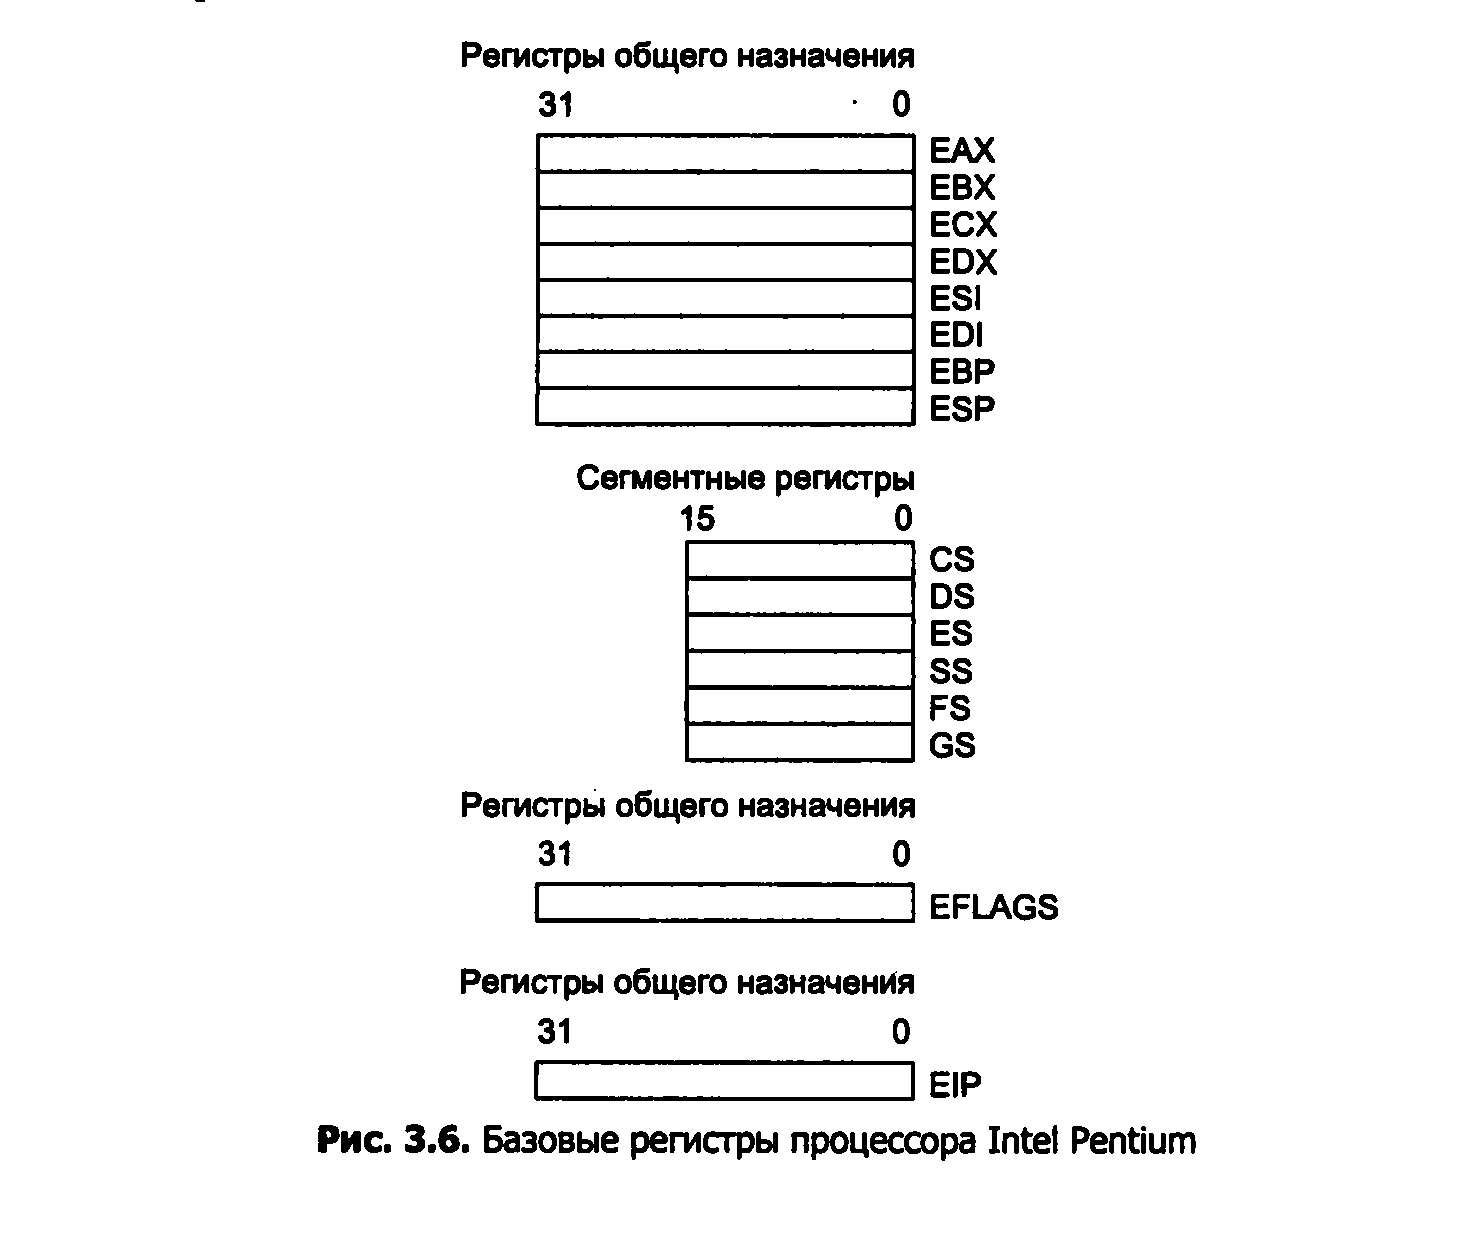 Регистры общего назначения
31 0
EAX
EBX
ECX
EDX
ESI
EDI
EBP
ESP
Сегментные регистры
15 0
CS
DS
ES
SS
FS
GS
Регистры общего назначения
31 0
EFLAGS
Регистры общего назначения
31 0
EIP
Рис. 3.6. Базовые регистры процессора Intel Pentium